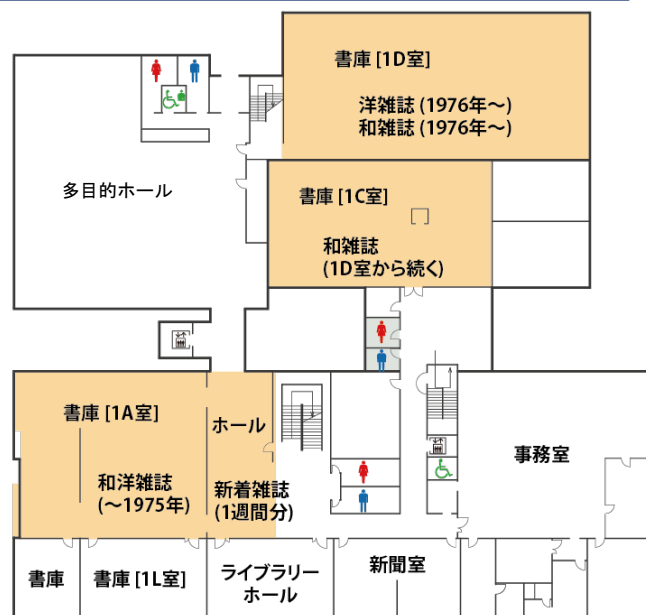 書庫 [1D室]
洋雑誌 (1976年～)
和雑誌 (1976年～)
多目的ホール
書庫 [1C室]
和雑誌
(1D室から続く)
書庫 [1A室]
ホール
和洋雑誌
(～1975年)
新着雑誌
(1週間分)
事務室
書庫
書庫 [1L室]
ライブラリー
ホール
新聞室